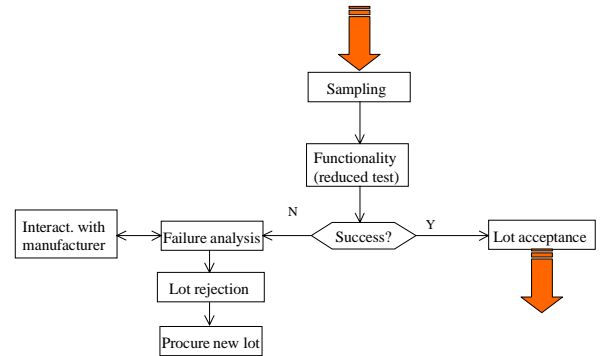 Sampling
Functionality
(reduced test)
N
Y
Interact. with
manufacturer
Failure analysis
Success?
Lot acceptance
Lot rejection
Procure new lot